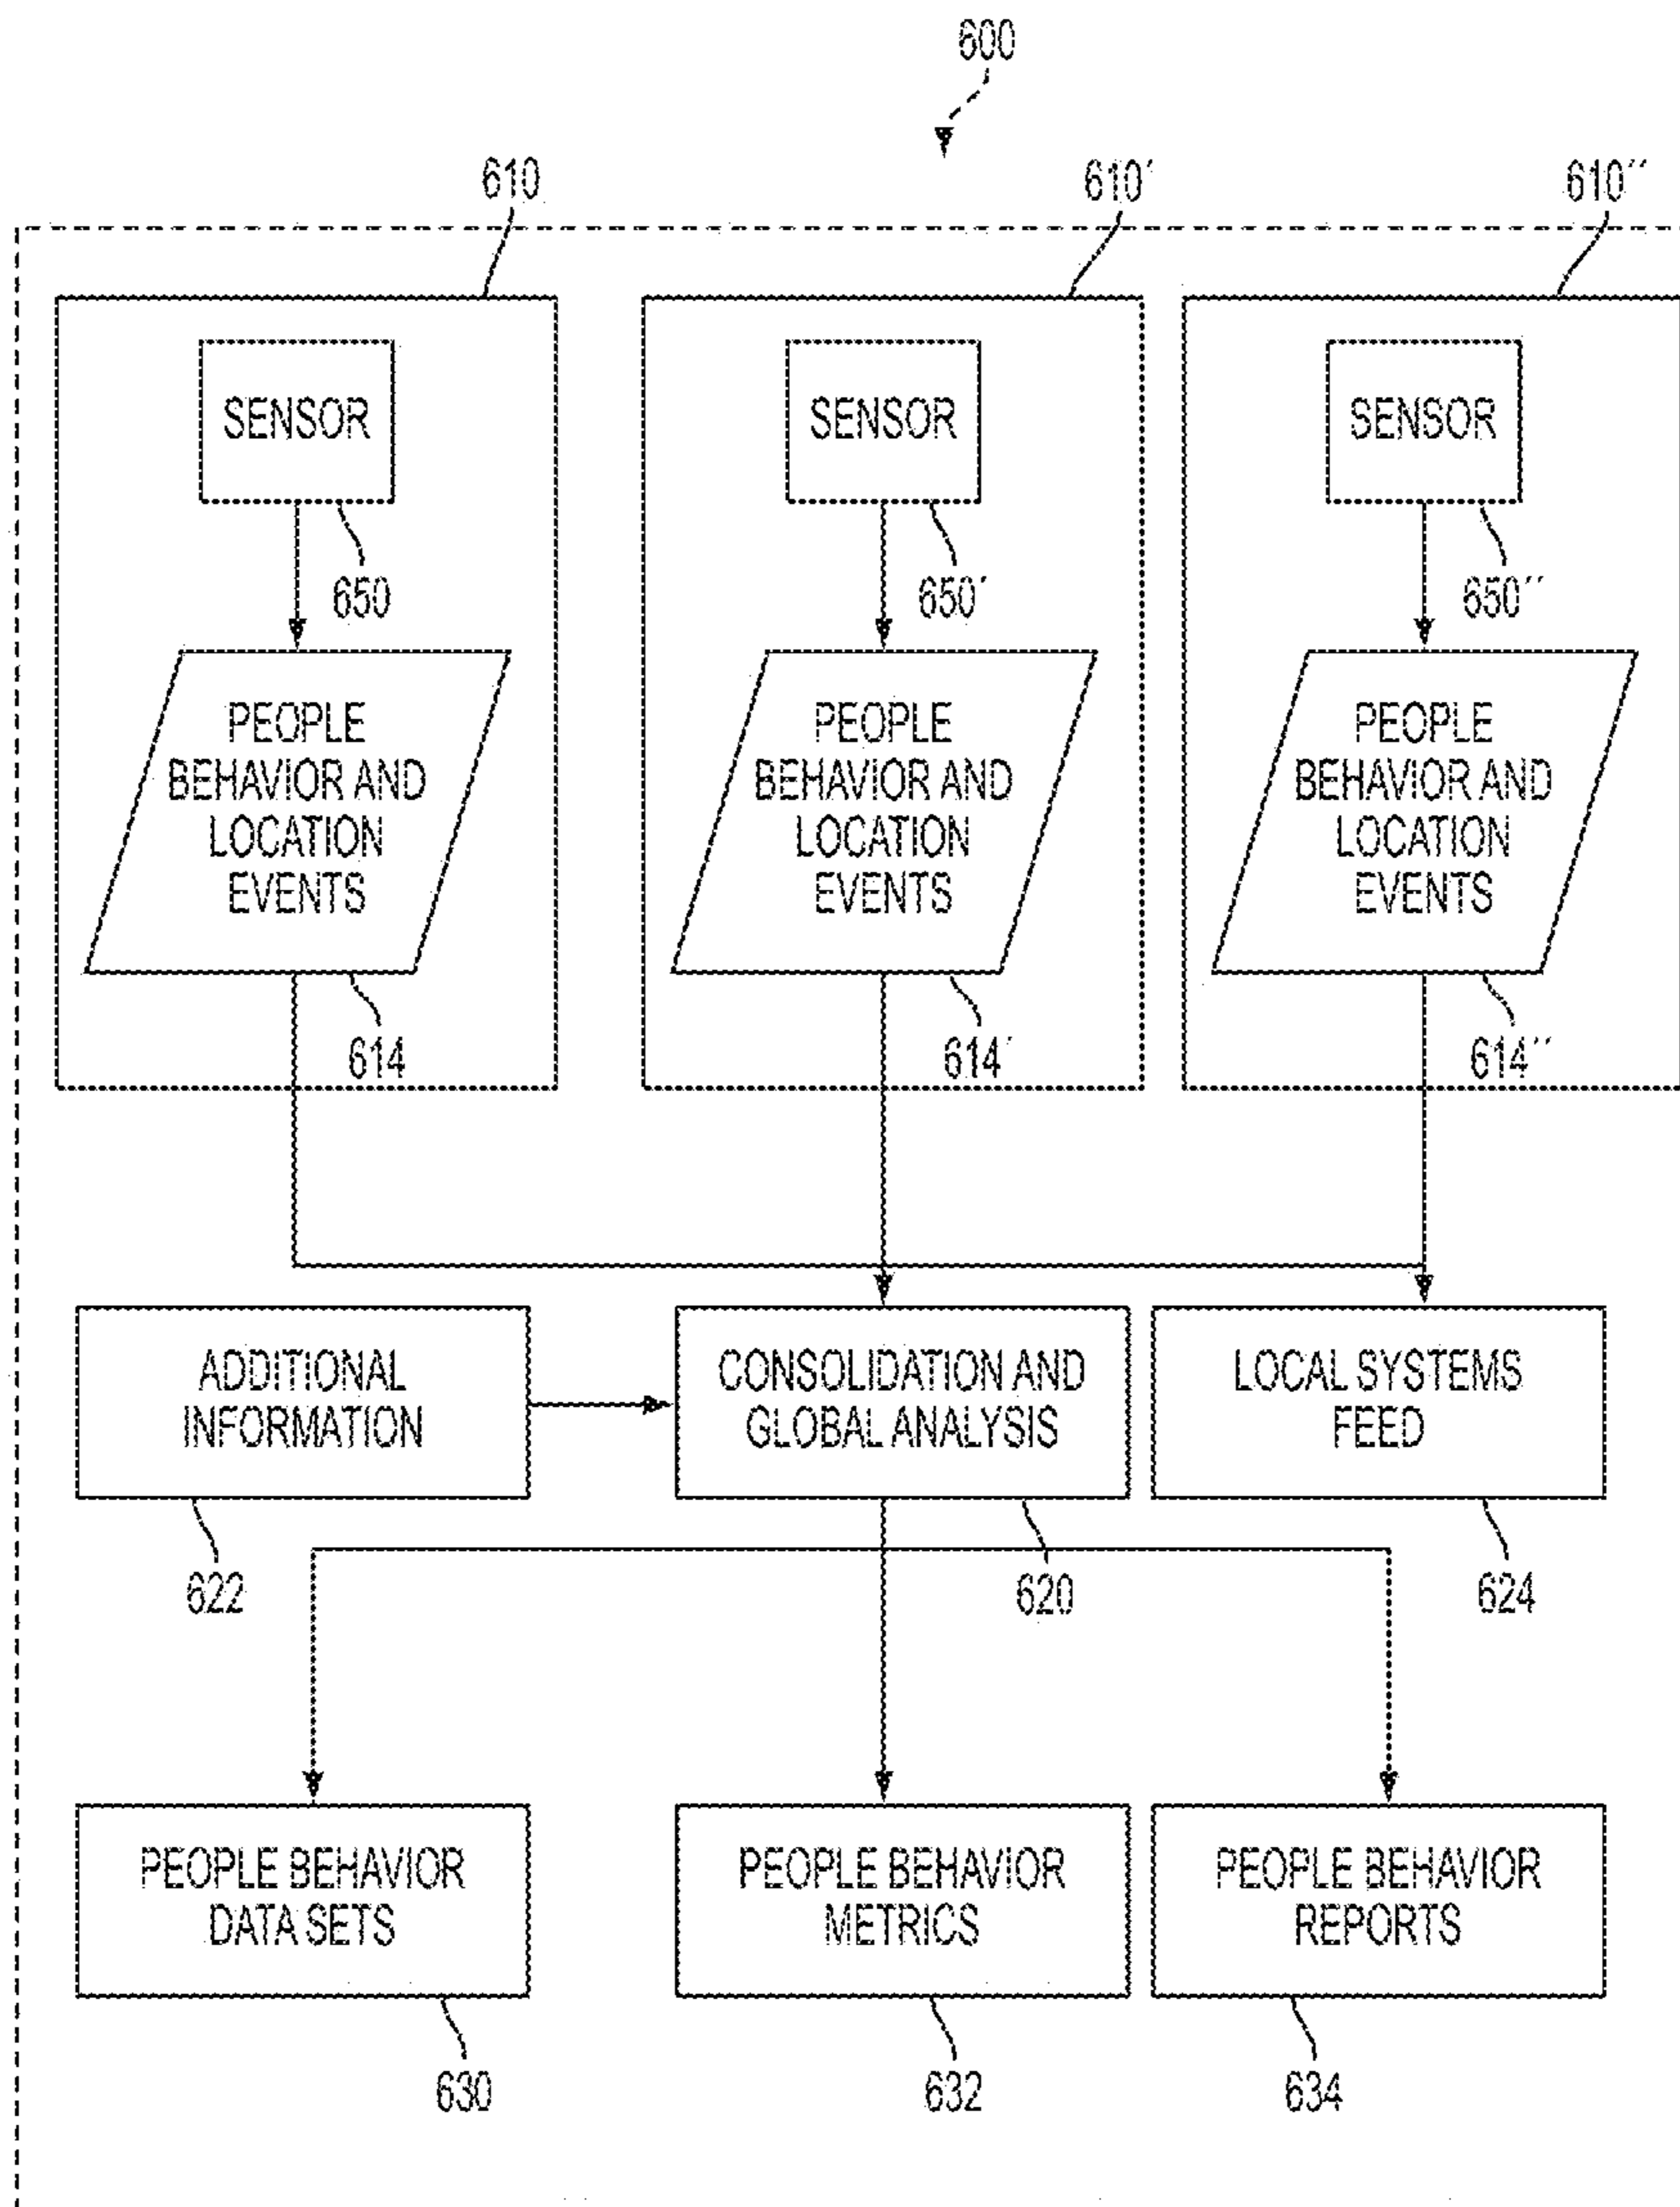 600
610
610′
610′′
SENSOR
SENSOR
SENSOR
650
650′
650′′
PEOPLE
BEHAVIOR AND
LOCATION
EVENTS
PEOPLE
BEHAVIOR AND
LOCATION
EVENTS
PEOPLE
BEHAVIOR AND
LOCATION
EVENTS
614
614′
614′′
ADDITIONAL
INFORMATION
CONSOLIDATION AND
GLOBAL ANALYSIS
LOCAL SYSTEMS
FEED
622
620
624
PEOPLE BEHAVIOR
DATA SETS
PEOPLE BEHAVIOR
METRICS
PEOPLE BEHAVIOR
REPORTS
630
632
634